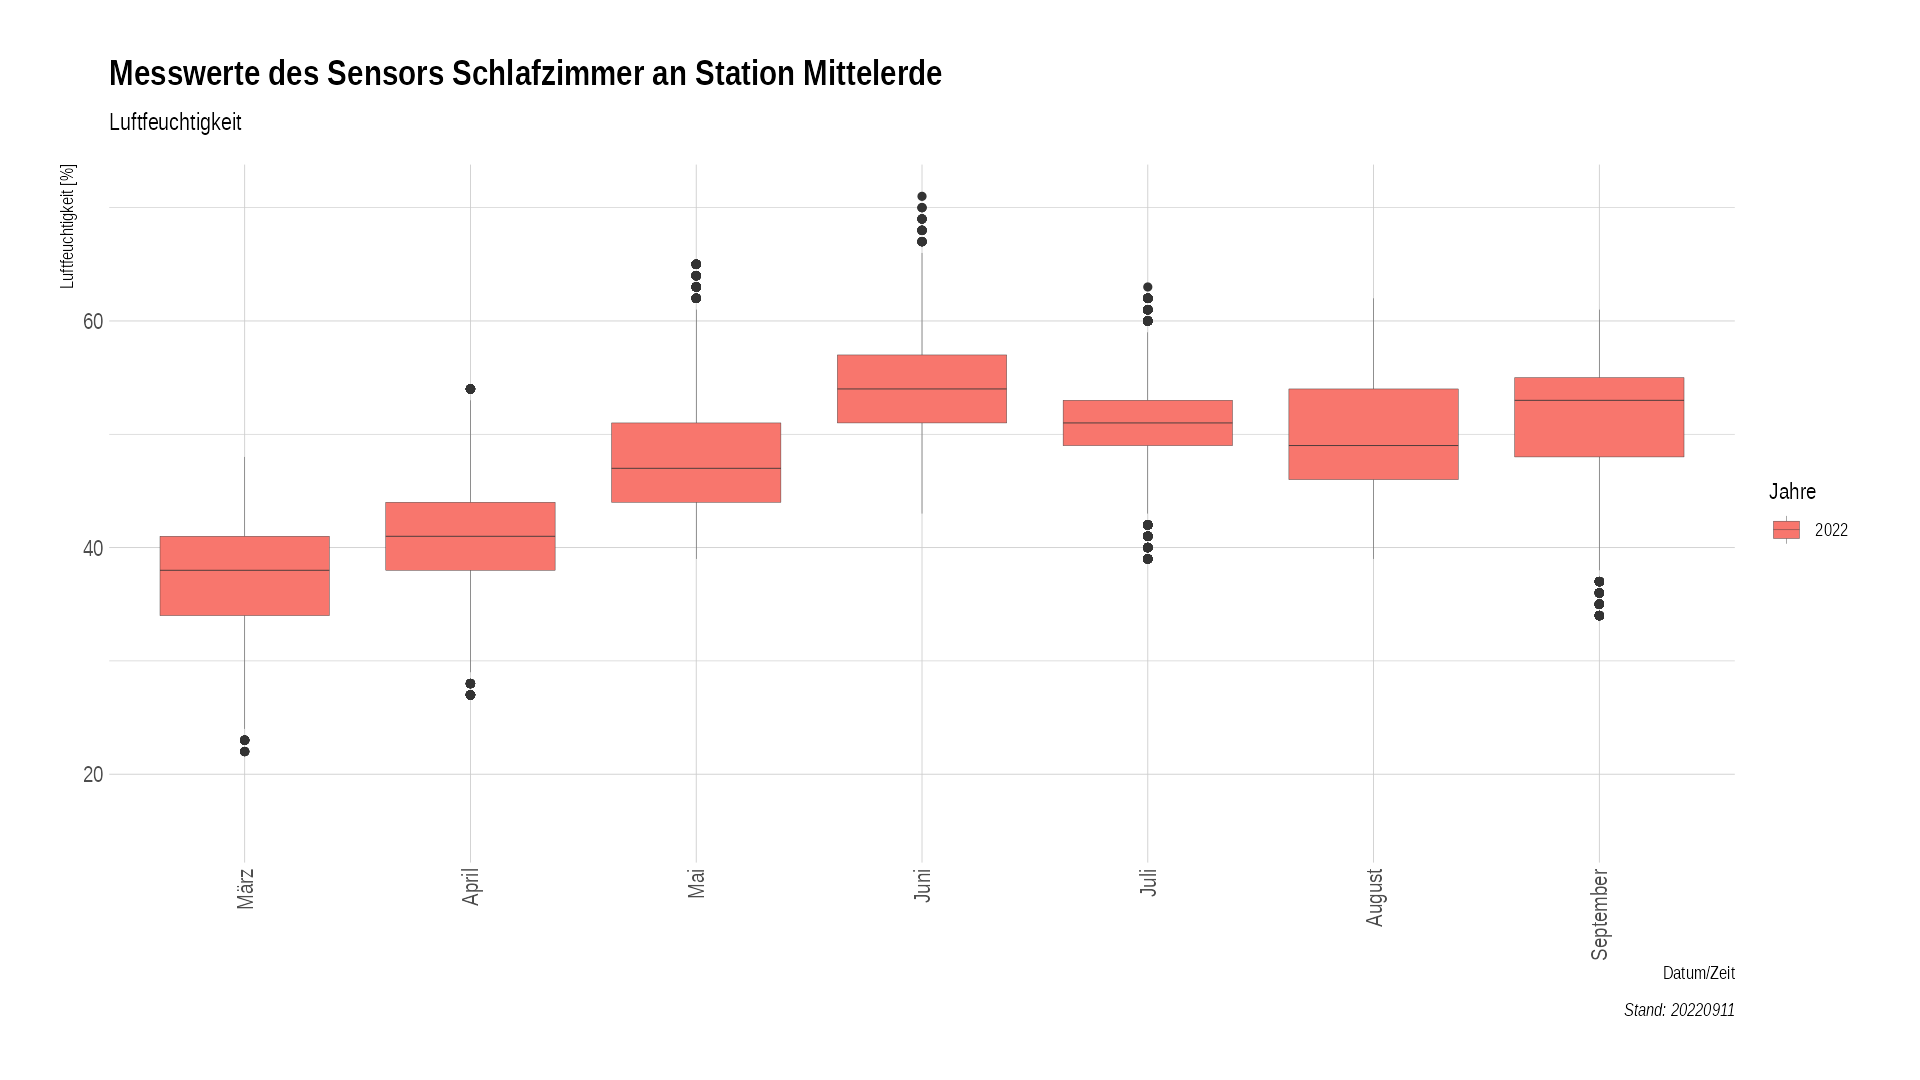 Messwerte des Sensors Schlafzimmer an Station Mittelerde
Luftfeuchtigkeit
Luftfeuchtigkeit [%]
60
40
20
März
April
Mai
Juni
Juli
August
September
Datum/Zeit
Jahre
2022
Stand: 20220911